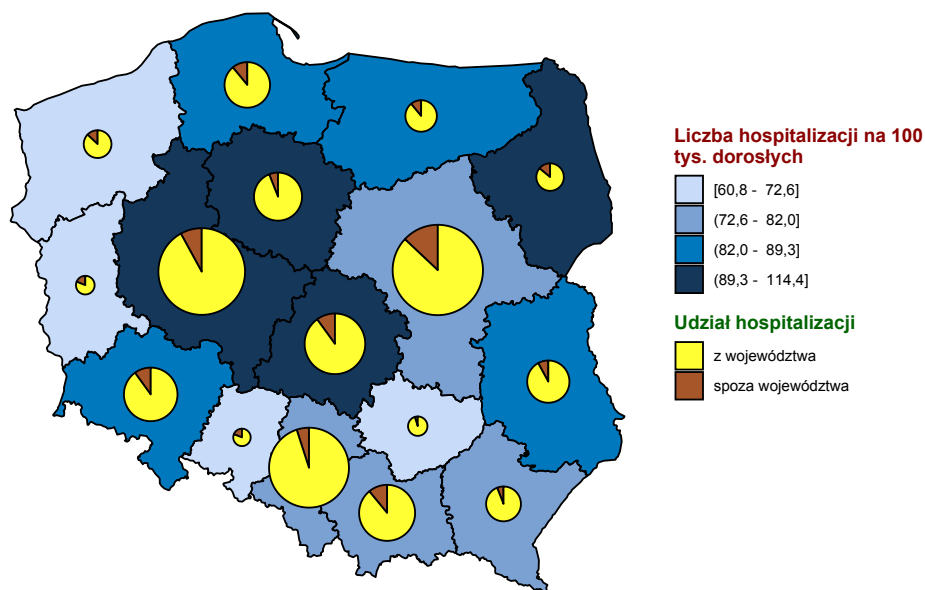 Liczba hospitalizacji na 100
tys. dorosłych
[60,8 - 72,6]
(72,6 - 82,0]
(82,0 - 89,3]
(89,3 - 114,4]
Udział hospitalizacji
z województwa
spoza województwa